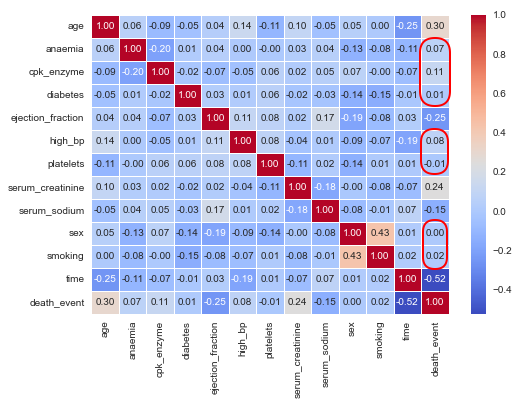 age 1.00 0.06 -0.09 -0.05 0.04 0.14 -0.11 0.10 -0.05 0.05 0.00 -0.25 0.30
anaemia 0.06 1.00 -0.20 0.01 0.04 0.00 -0.00 0.03 0.04 -0.13 -0.08 -0.11 0.07
cpk_enzyme -0.09 -0.20 1.00 -0.02 -0.07 -0.05 0.06 0.02 0.05 0.07 -0.00 -0.07 0.11
diabetes -0.05 0.01 -0.02 1.00 0.03 0.01 0.06 -0.02 -0.03 -0.14 -0.15 -0.01 0.01
ejection_fraction 0.04 0.04 -0.07 0.03 1.00 0.11 0.08 0.02 0.17 -0.19 -0.08 0.03 -0.25
high_bp 0.14 0.00 -0.05 0.01 0.11 1.00 0.08 -0.04 0.01 -0.09 -0.07 -0.19 0.08
platelets -0.11 -0.00 0.06 0.06 0.08 0.08 1.00 -0.11 0.02 -0.14 0.01 0.01 -0.01
serum_creatinine 0.10 0.03 0.02 -0.02 0.02 -0.04 -0.11 1.00 -0.18 -0.00 -0.08 -0.07 0.24
serum_sodium -0.05 0.04 0.05 -0.03 0.17 0.01 0.02 -0.18 1.00 -0.08 -0.01 0.07 -0.15
sex 0.05 -0.13 0.07 -0.14 -0.19 -0.09 -0.14 -0.00 -0.08 1.00 0.43 0.01 0.00
smoking 0.00 -0.08 -0.00 -0.15 -0.08 -0.07 0.01 -0.08 -0.01 0.43 1.00 0.02 0.02
time -0.25 -0.11 -0.07 -0.01 0.03 -0.19 0.01 -0.07 0.07 0.01 0.02 1.00 -0.52
death_event 0.30 0.07 0.11 0.01 -0.25 0.08 -0.01 0.24 -0.15 0.00 0.02 -0.52 1.00
age anaemia cpk_enzyme diabetes ejection_fraction high_bp platelets serum_creatinine serum_sodium sex smoking time death_event
1.0
0.8
0.6
0.4
0.2
0.0
−0.2
−0.4